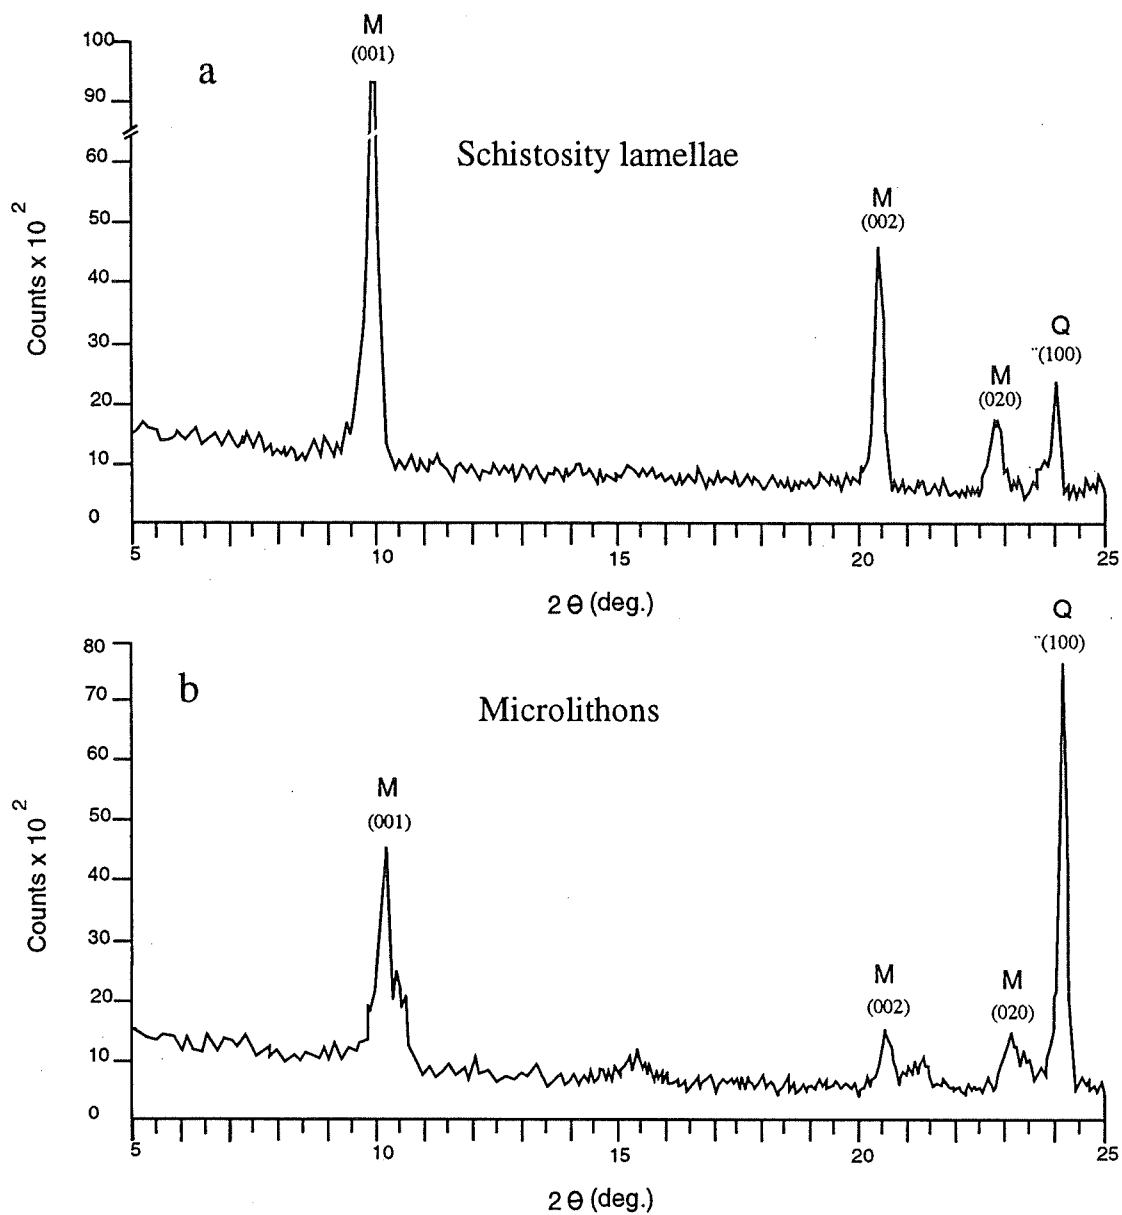 M
(001)
a
Schistosity lamellae
M
(002)
Q
¨(100)
M
(020)
100
90
60
50
40
30
20
10
0
Counts x 10 2
5
10
15
20
25
2 θ (deg.)
Q
¨(100)
b
Microlithons
M
(001)
M
(002)
M
(020)
80
70
60
50
40
30
20
10
0
Counts x 10 2
5
10
15
20
25
2 θ (deg.)